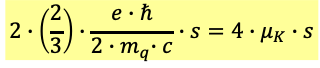 2 · (2/3) · e · ħ / 2 · m_q · c · s = 4 · μ_K · s